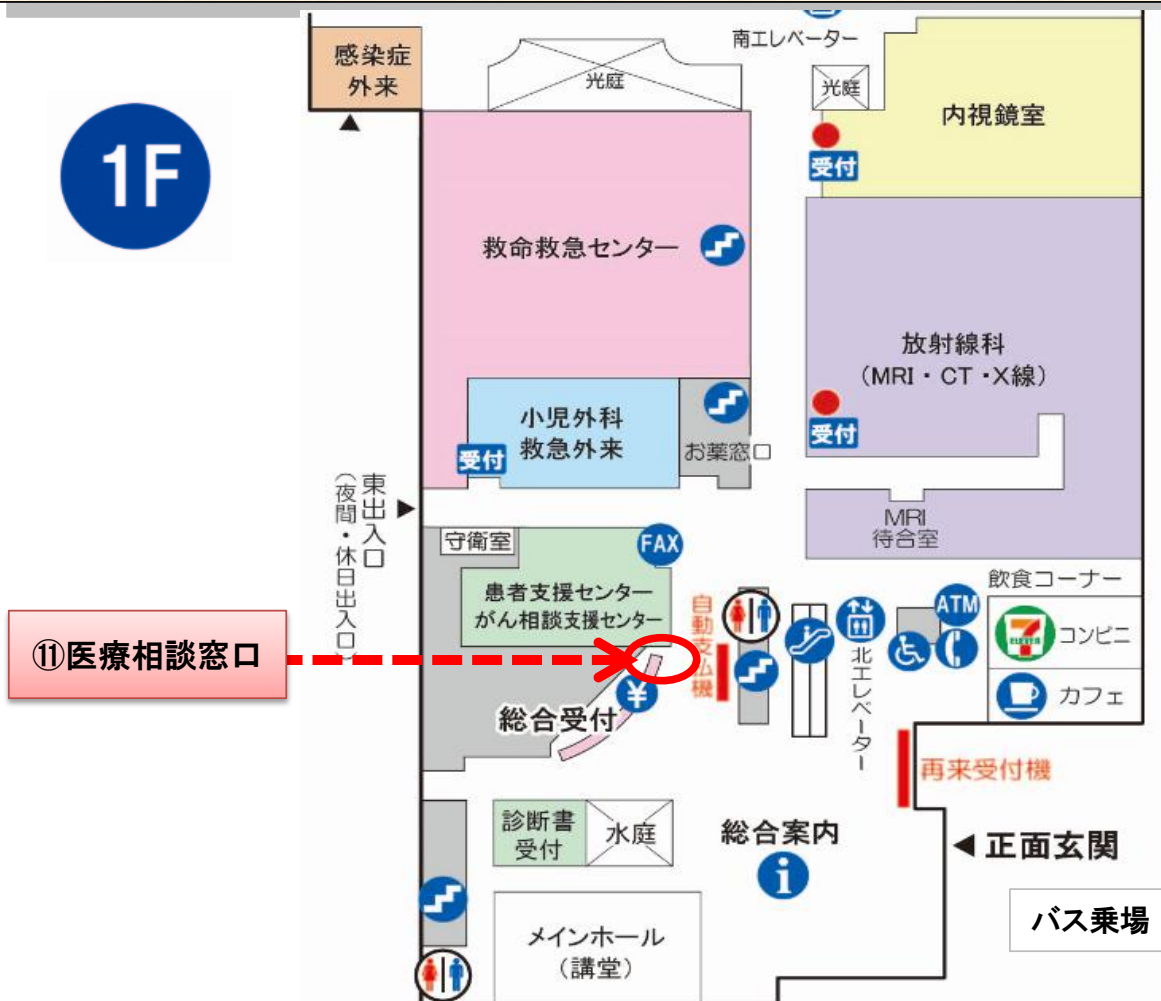 南エレベーター
感染症
外来
光庭
光庭
内視鏡室
1F
受付
救命救急センター
放射線科
（MRI・CT・X線）
小児外科
救急外来
受付
お薬窓口
受付
東出入口
（夜間・休日出入口）
MRI
待合室
守衛室
FAX
患者支援センター
がん相談支援センター
自動支払機
北エレベーター
ATM
飲食コーナー
7
ELEVEN
コンビニ
カフェ
⑪医療相談窓口
¥
総合受付
再来受付機
診断書
受付
水庭
総合案内
i
正面玄関
バス乗場
メインホール
（講堂）